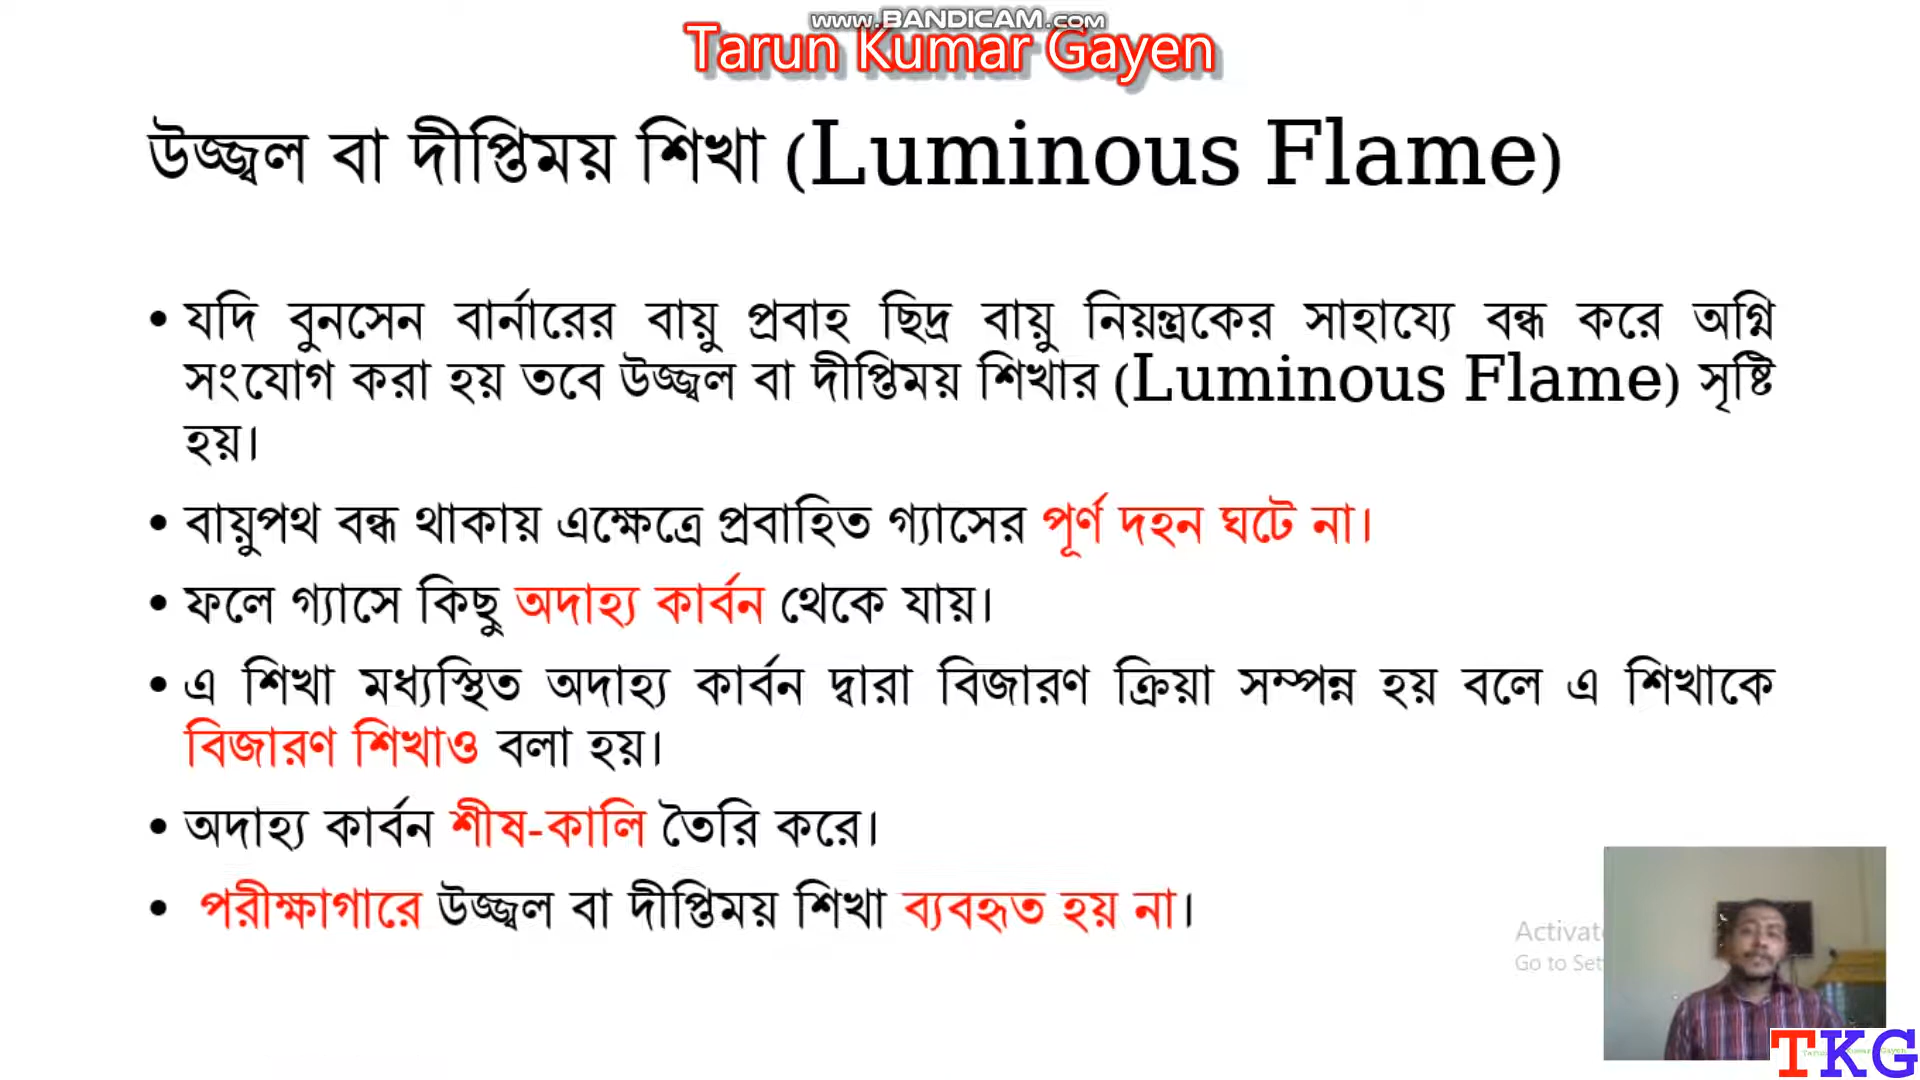 www.BANDICAM.com
Tarun Kumar Gayen
উজ্জ্বল বা দীপ্তিময় শিখা (Luminous Flame)
• যদি বুনসেন বার্নারের বায়ু প্রবাহ ছিদ্র বায়ু নিয়ন্ত্রকের সাহায্যে বন্ধ করে অগ্নি
সংযোগ করা হয় তবে উজ্জ্বল বা দীপ্তিময় শিখার (Luminous Flame) সৃষ্টি
হয়।
• বায়ুপথ বন্ধ থাকায় এক্ষেত্রে প্রবাহিত গ্যাসের পূর্ণ দহন ঘটে না।
• ফলে গ্যাসে কিছু অদাহ্য কার্বন থেকে যায়।
• এ শিখা মধ্যস্থিত অদাহ্য কার্বন দ্বারা বিজারণ ক্রিয়া সম্পন্ন হয় বলে এ শিখাকে
বিজারণ শিখাও বলা হয়।
• অদাহ্য কার্বন শীষ-কালি তৈরি করে।
• পরীক্ষাগারে উজ্জ্বল বা দীপ্তিময় শিখা ব্যবহৃত হয় না।
Activate
Go to Set
TKG